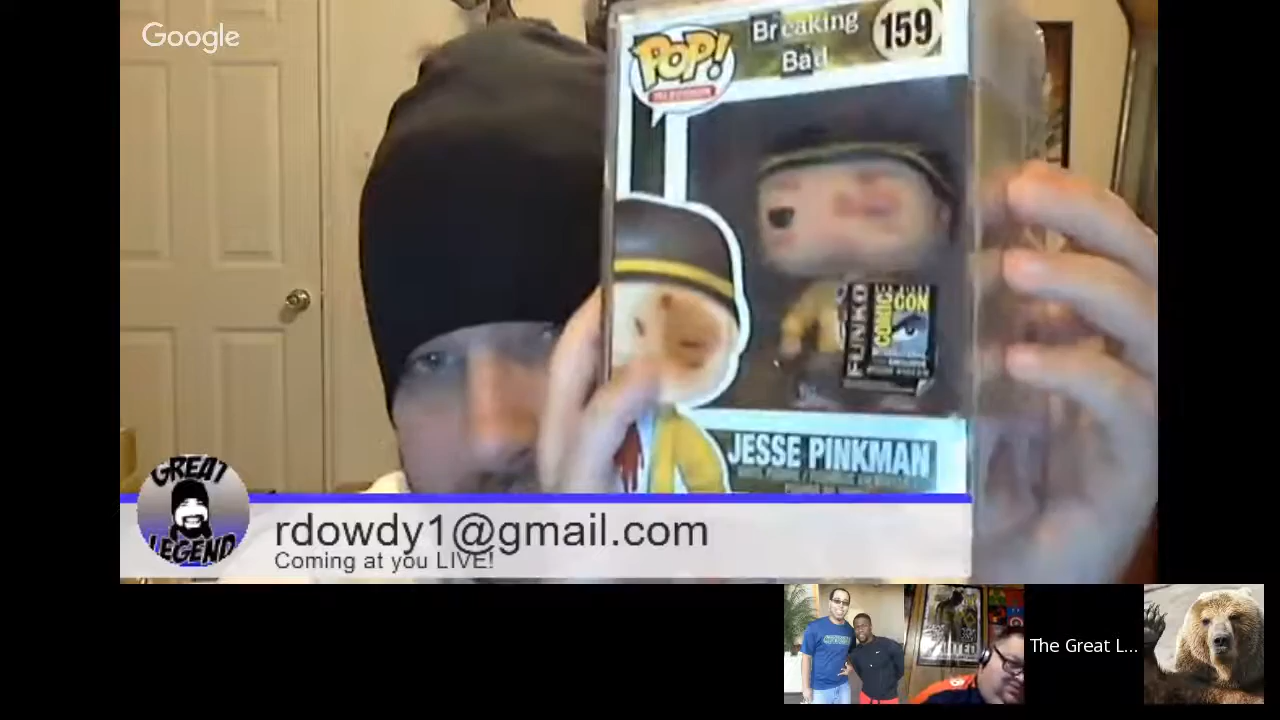 Google
POP!
TELEVISION
Breaking
Bad
159
FUNKO
COMIC CON
JESSE PINKMAN
GREAT
LEGEND
rdowdy1@gmail.com
Coming at you LIVE!
The Great L...